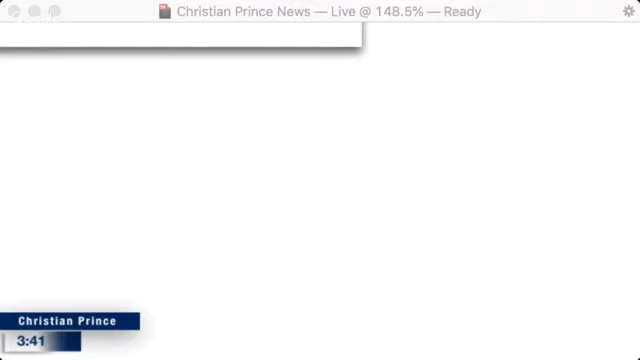 Christian Prince News — Live @ 148.5% — Ready
Christian Prince
3:41